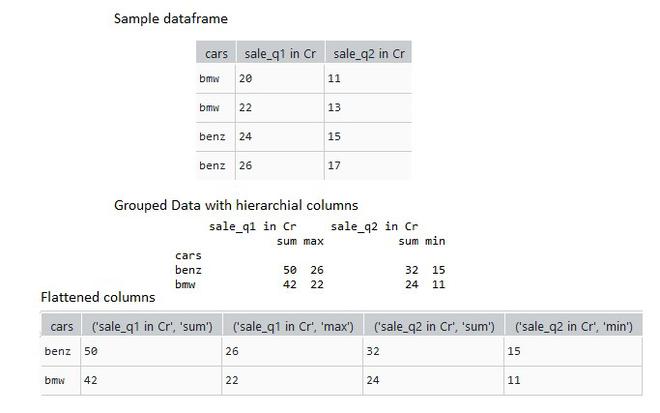 Sample dataframe
cars sale_q1 in Cr sale_q2 in Cr
bmw 20 11
bmw 22 13
benz 24 15
benz 26 17
Grouped Data with hierarchial columns
sale_q1 in Cr sale_q2 in Cr
sum max sum min
cars
benz 50 26 32 15
bmw 42 22 24 11
Flattened columns
cars ('sale_q1 in Cr', 'sum') ('sale_q1 in Cr', 'max') ('sale_q2 in Cr', 'sum') ('sale_q2 in Cr', 'min')
benz 50 26 32 15
bmw 42 22 24 11